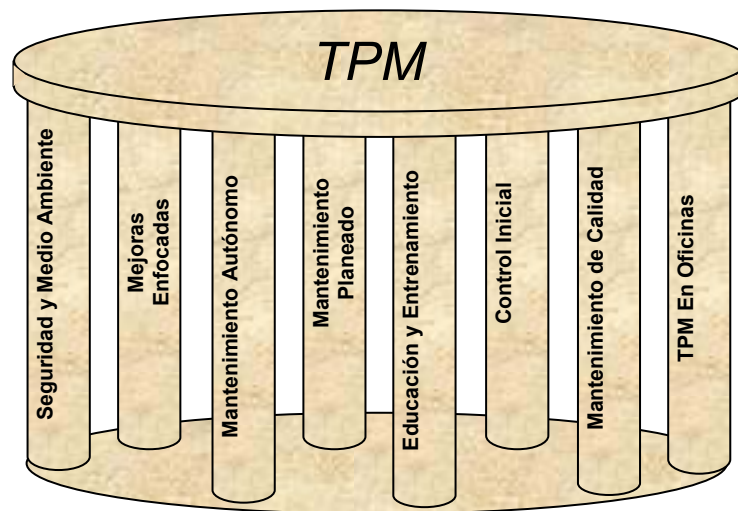 TPM
Seguridad y Medio Ambiente
Mejoras
Enfocadas
Mantenimiento Autónomo
Mantenimiento
Planeado
Educación y Entrenamiento
Control Inicial
Mantenimiento de Calidad
TPM En Oficinas